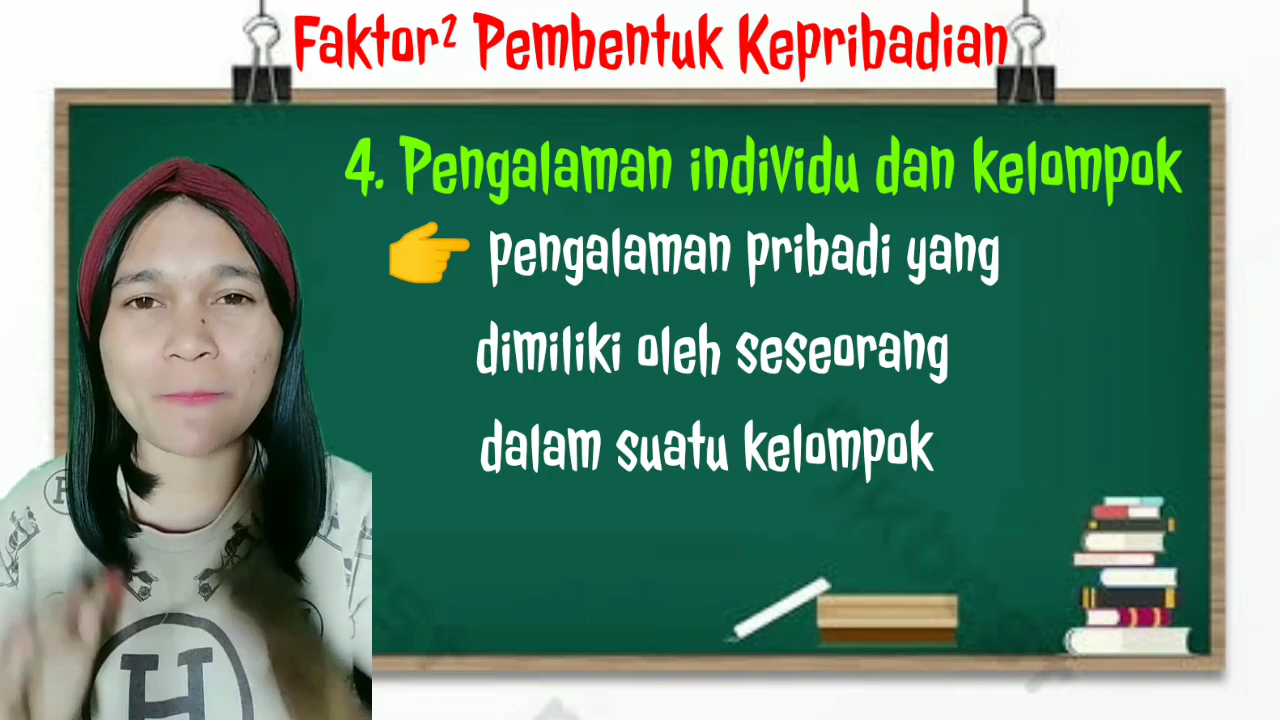 Faktor² Pembentuk Kepribadian
4. Pengalaman individu dan kelompok
👉 pengalaman pribadi yang
dimiliki oleh seseorang
dalam suatu kelompok
H